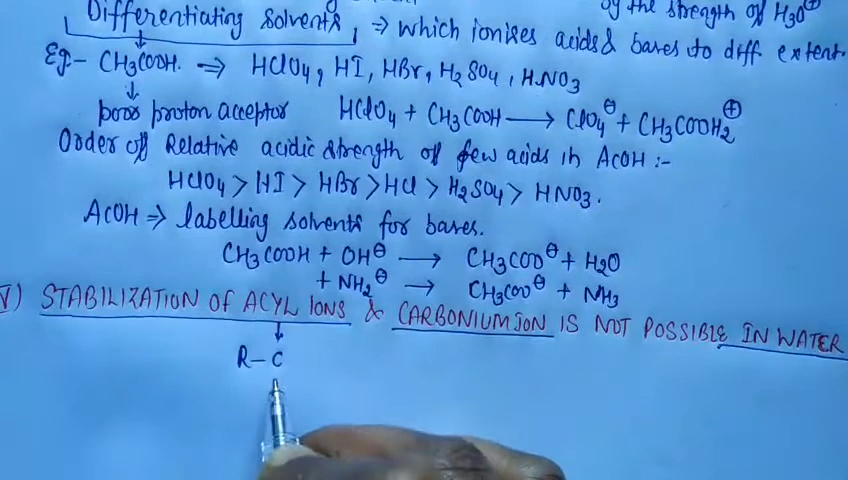 by the strength of H3O⊕
Differentiating solvents ⇒ which ionises acids & bases to diff extent.
Eg- CH3COOH. ⇒ HClO4, HI, HBr, H2SO4, HNO3
↓
poor proton acceptor HClO4 + CH3COOH → ClO4⊖ + CH3COOH2⊕
Order of Relative acidic strength of few acids in AcOH :-
HClO4 > HI > HBr > HCl > H2SO4 > HNO3.
AcOH ⇒ labelling solvents for bases.
CH3COOH + OH⊖ → CH3COO⊖ + H2O
+ NH2⊖ → CH3COO⊖ + NH3
V) STABILIZATION OF ACYL IONS & CARBONIUM ION IS NOT POSSIBLE IN WATER
↓
R-C